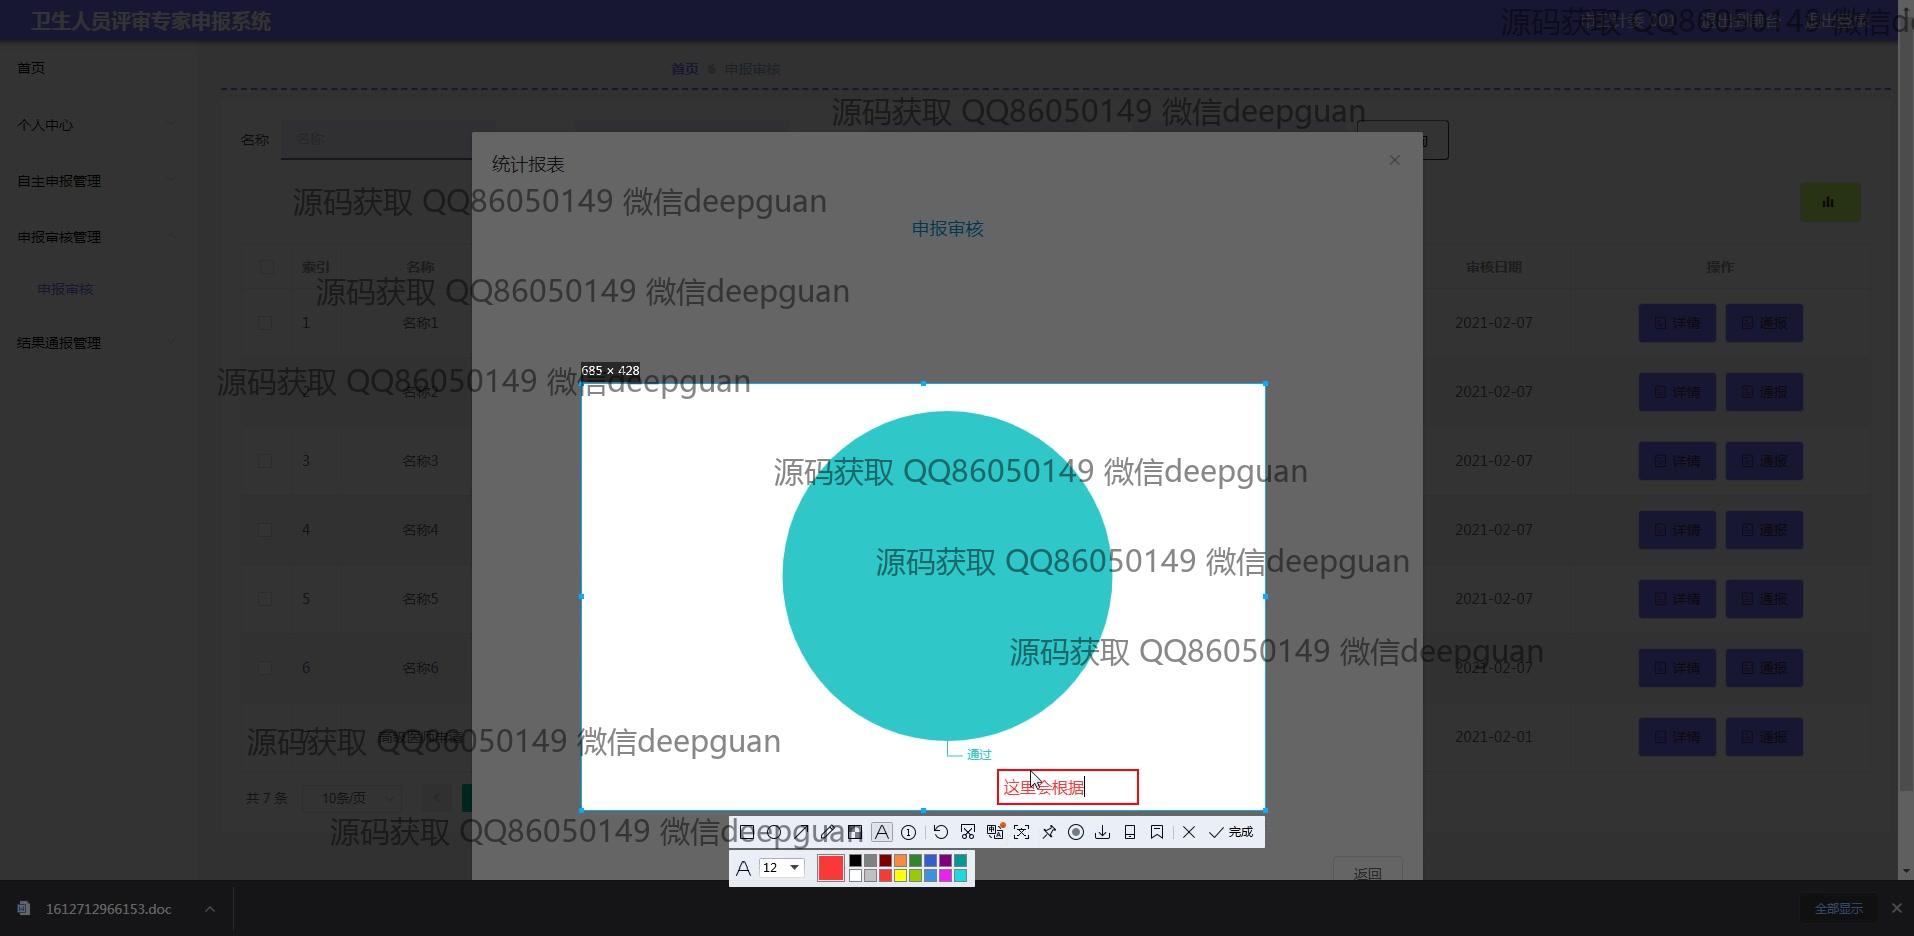 卫生人员评审专家申报系统
源码获取 QQ86050149 微信de
首页
首页
申报审核
个人中心
源码获取 QQ86050149 微信deepguan
名称
名称
统计报表
自主申报管理
源码获取 QQ86050149 微信deepguan
申报审核
申报审核管理
索引
名称
审核日期
操作
申报审核
源码获取 QQ86050149 微信deepguan
1
名称1
2021-02-07
详情
通报
结果通报管理
685 × 428
源码获取 QQ86050149 微信deepguan
2
名称2
2021-02-07
详情
通报
3
名称3
2021-02-07
详情
通报
源码获取 QQ86050149 微信deepguan
4
名称4
2021-02-07
详情
通报
源码获取 QQ86050149 微信deepguan
5
名称5
2021-02-07
详情
通报
源码获取 QQ86050149 微信deepguan
6
名称6
2021-02-07
详情
通报
源码获取 QQ86050149 微信deepguan
2021-02-01
详情
通报
通过
这里会根据
共 7 条
10条/页
源码获取 QQ86050149 微信deepguan
完成
12
返回
1612712966153.doc
全部显示